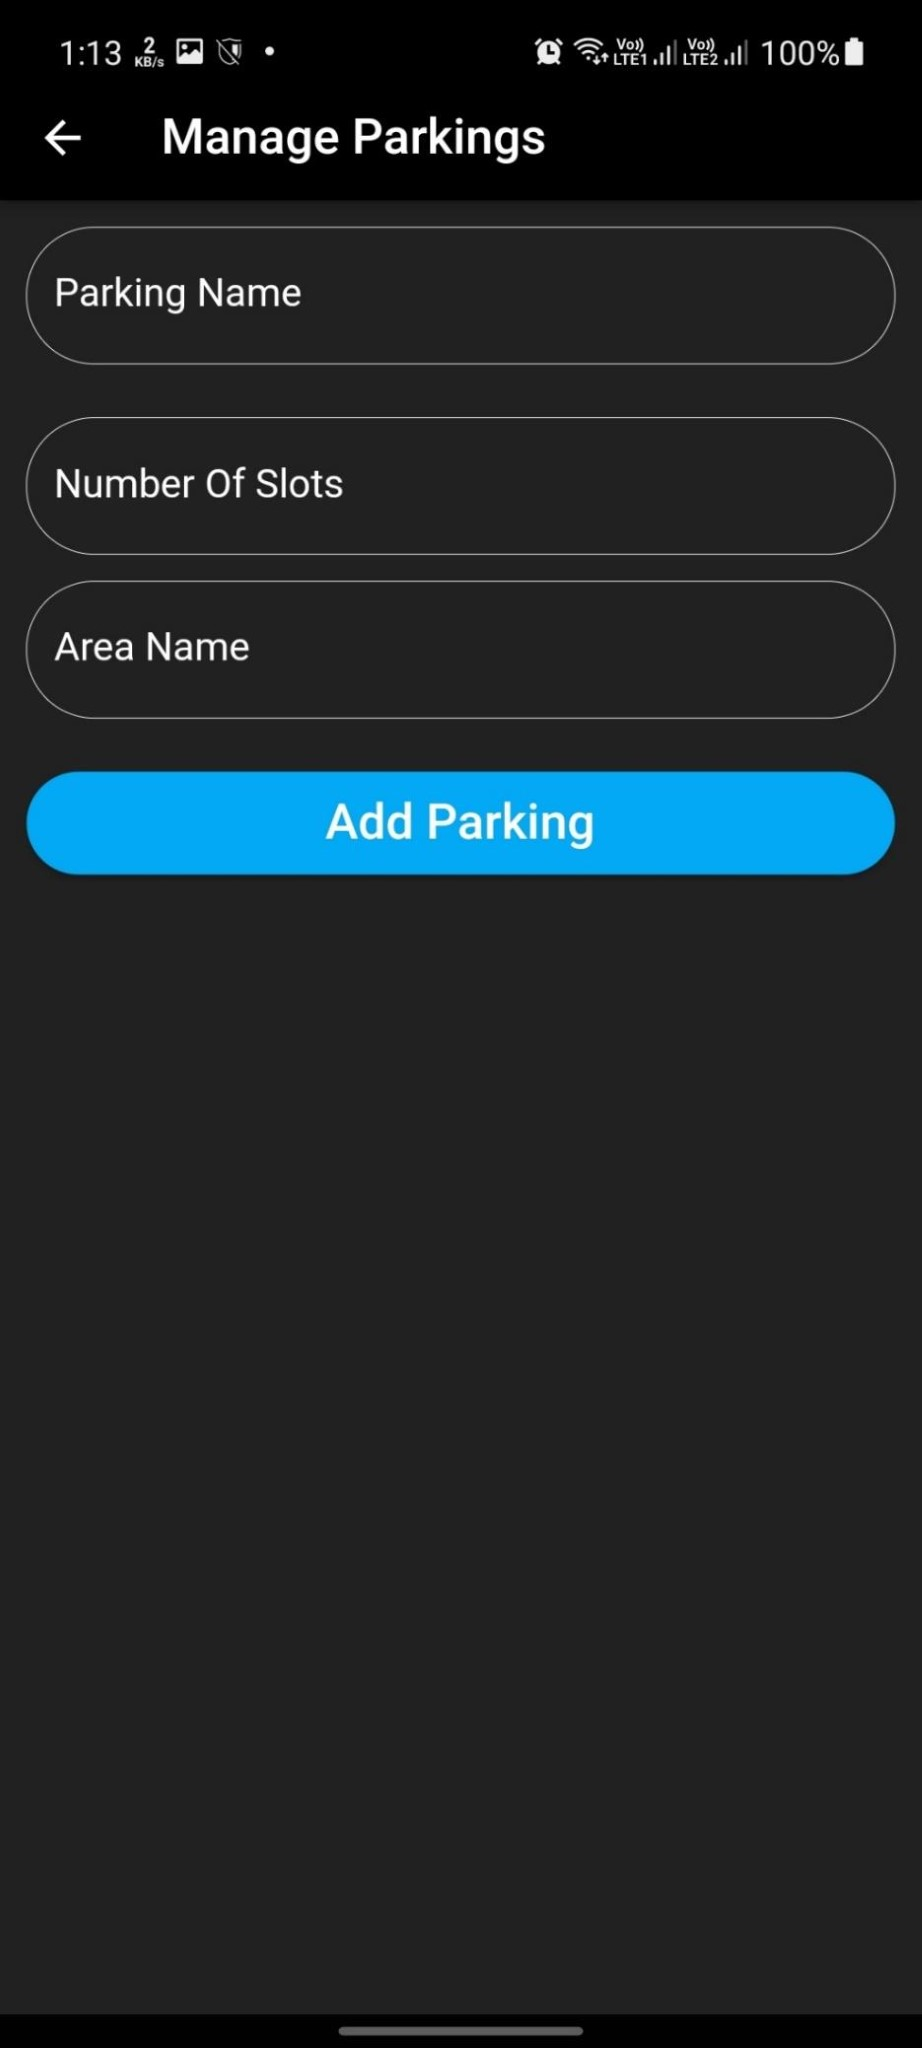 1:13 2 KB/s Vo)) LTE1 Vo)) LTE2 100%
Manage Parkings
Parking Name
Number Of Slots
Area Name
Add Parking